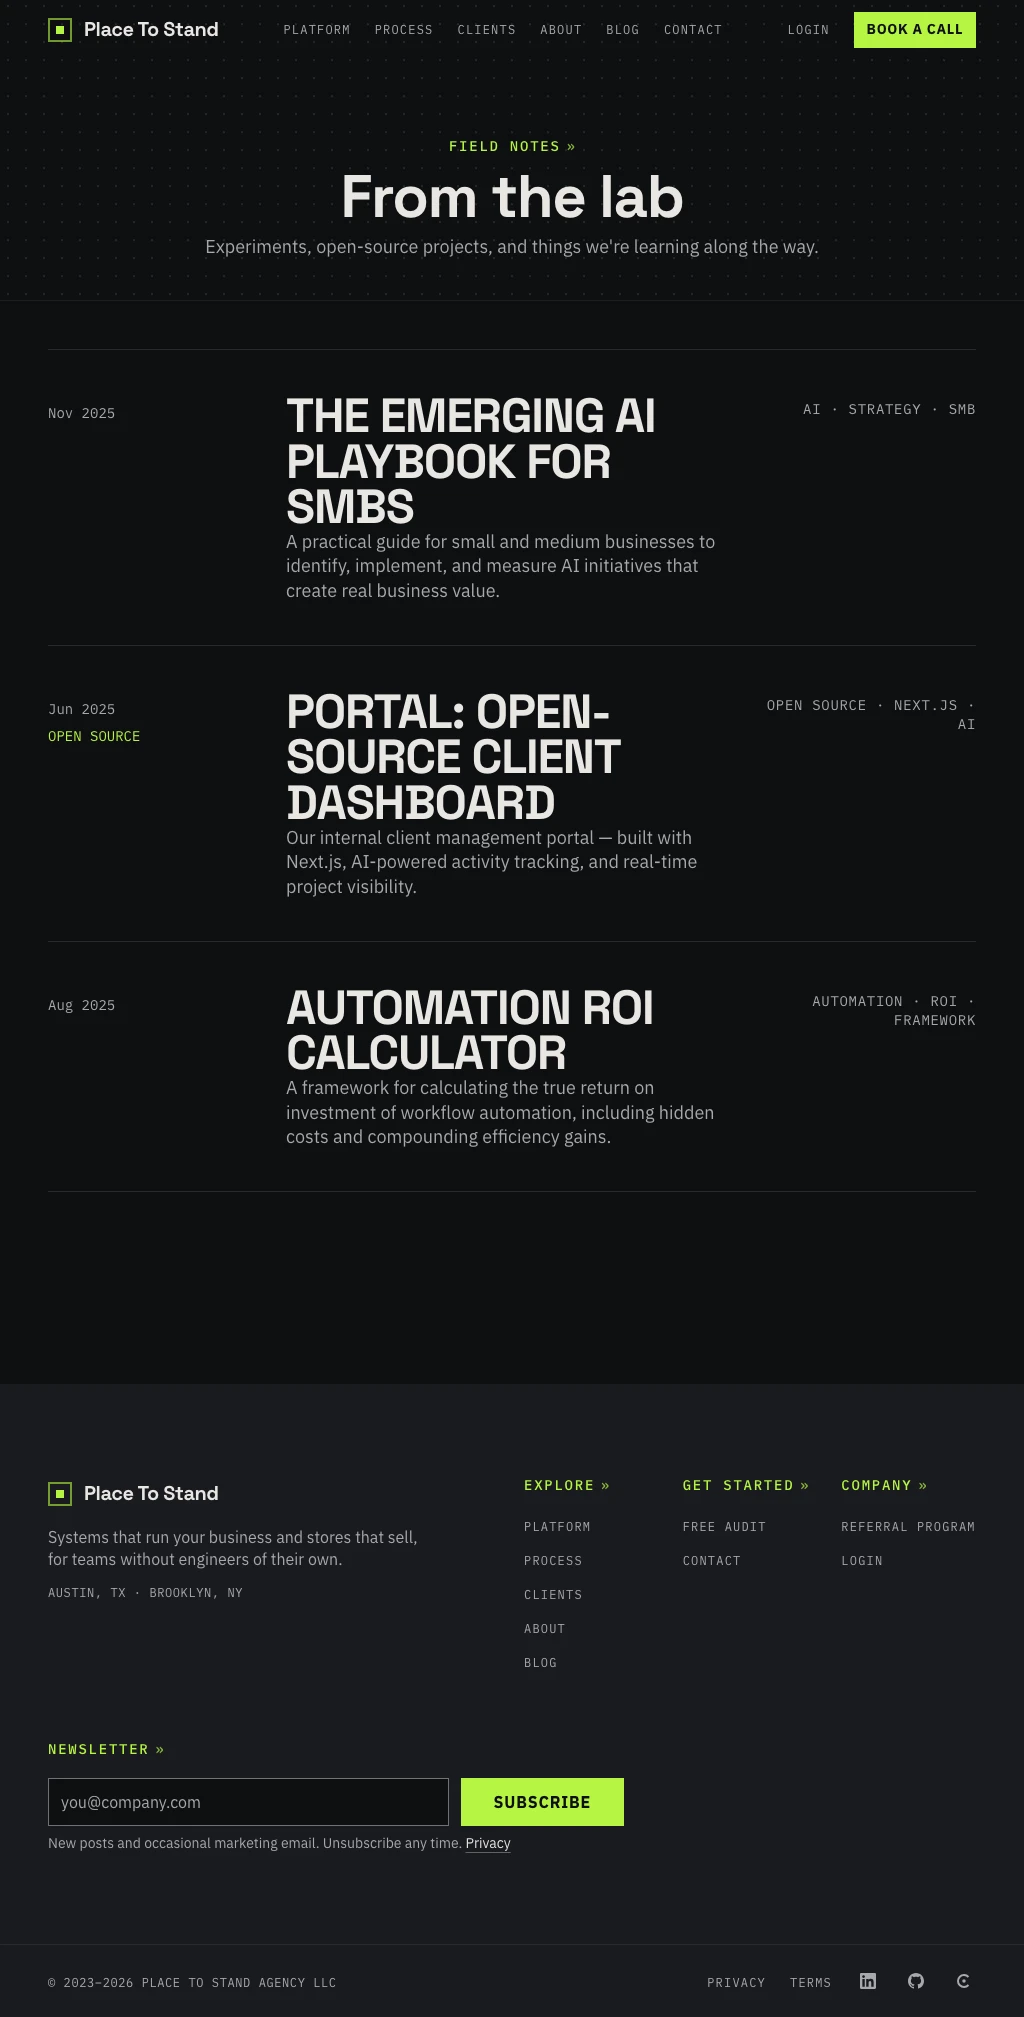 Place To Stand
PLATFORM PROCESS CLIENTS ABOUT BLOG CONTACT LOGIN BOOK A CALL
FIELD NOTES »
From the lab
Experiments, open-source projects, and things we're learning along the way.
Nov 2025
THE EMERGING AI
PLAYBOOK FOR
SMBS
A practical guide for small and medium businesses to
identify, implement, and measure AI initiatives that
create real business value.
AI · STRATEGY · SMB
Jun 2025
OPEN SOURCE
PORTAL: OPEN-
SOURCE CLIENT
DASHBOARD
Our internal client management portal — built with
Next.js, AI-powered activity tracking, and real-time
project visibility.
OPEN SOURCE · NEXT.JS ·
AI
Aug 2025
AUTOMATION ROI
CALCULATOR
A framework for calculating the true return on
investment of workflow automation, including hidden
costs and compounding efficiency gains.
AUTOMATION · ROI ·
FRAMEWORK
Place To Stand
Systems that run your business and stores that sell,
for teams without engineers of their own.
AUSTIN, TX · BROOKLYN, NY
EXPLORE »
PLATFORM
PROCESS
CLIENTS
ABOUT
BLOG
GET STARTED »
FREE AUDIT
CONTACT
COMPANY »
REFERRAL PROGRAM
LOGIN
NEWSLETTER »
you@company.com
SUBSCRIBE
New posts and occasional marketing email. Unsubscribe any time. Privacy
© 2023–2026 PLACE TO STAND AGENCY LLC
PRIVACY TERMS